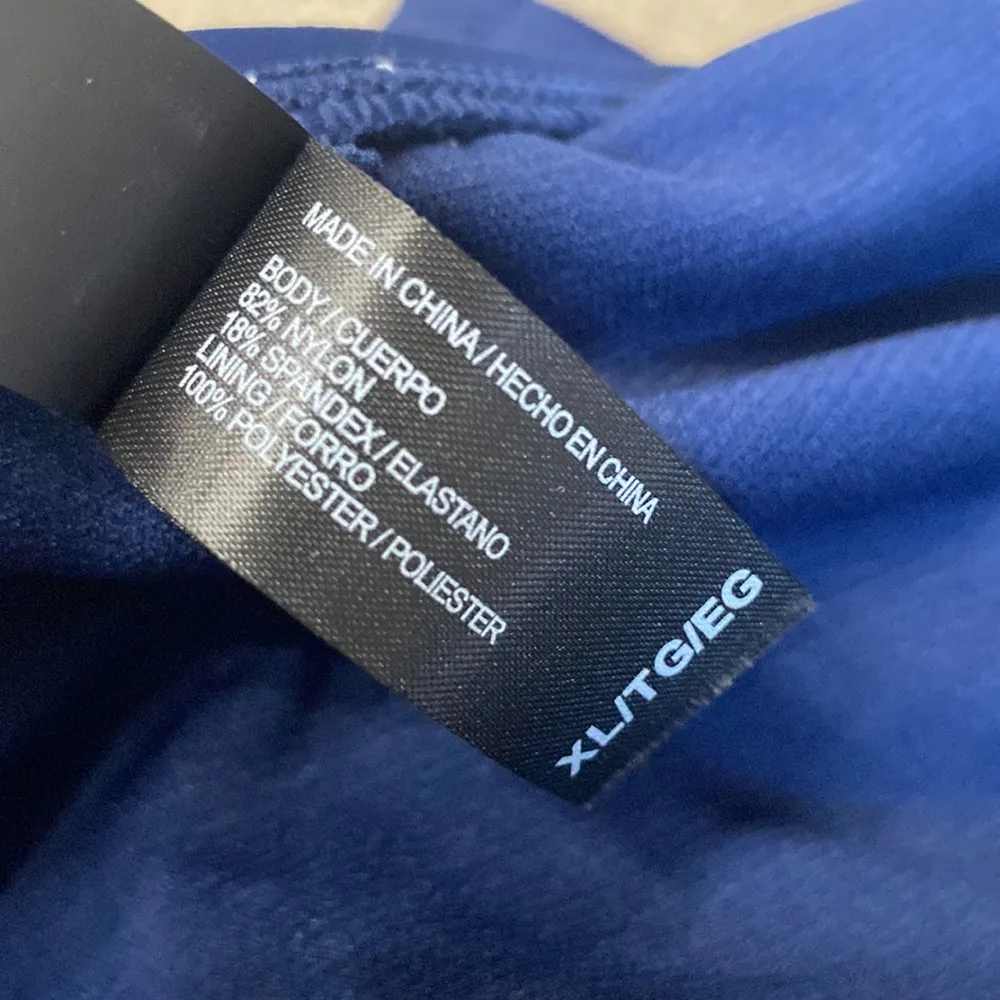 MADE IN CHINA / HECHO EN CHINA
BODY / CUERPO
82% NYLON
18% SPANDEX / ELASTANO
LINING / FORRO
100% POLYESTER / POLIESTER
XL/TG/EG